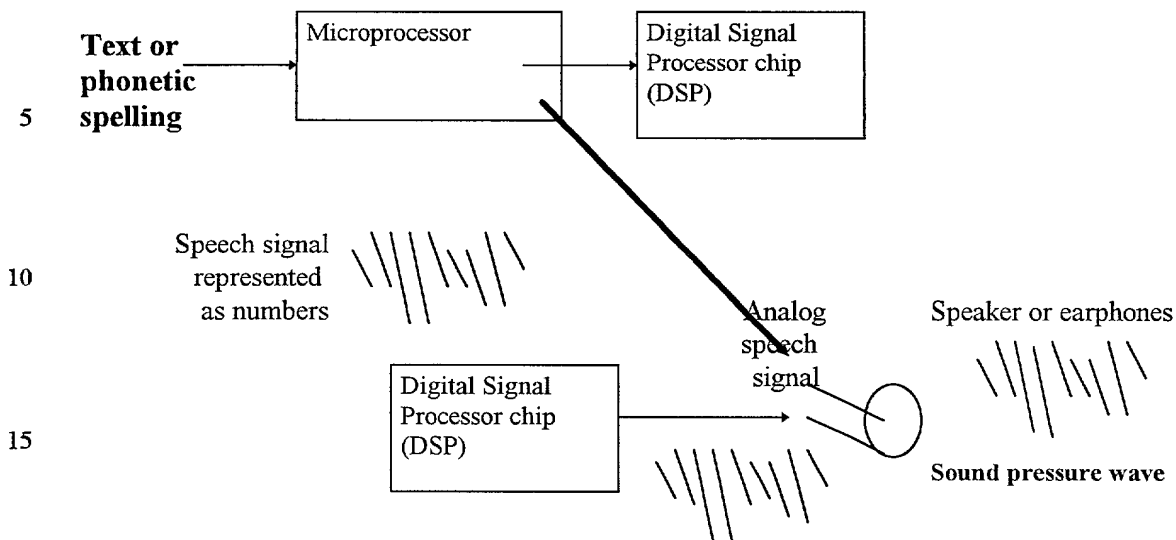 Text or
phonetic
spelling
Microprocessor
Digital Signal
Processor chip
(DSP)
5
Speech signal
represented
as numbers
10
Analog
speech
signal
Speaker or earphones
Digital Signal
Processor chip
(DSP)
15
Sound pressure wave